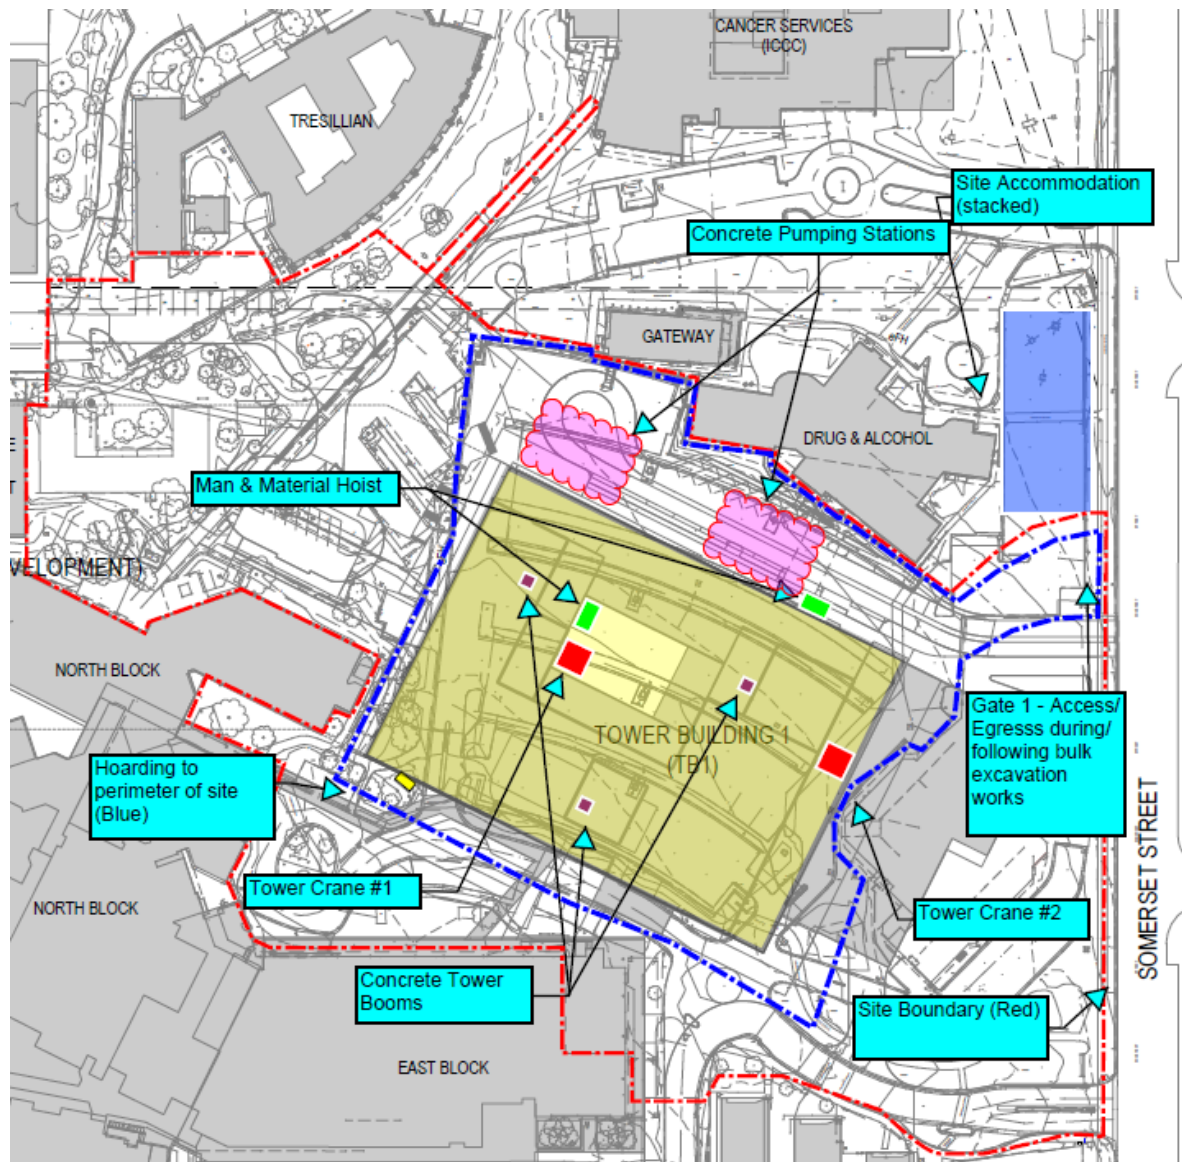 CANCER SERVICES
(ICCC)
TRESILLIAN
Site Accommodation
(stacked)
Concrete Pumping Stations
GATEWAY
DRUG & ALCOHOL
Man & Material Hoist
VELOPMENT)
NORTH BLOCK
Gate 1 - Access/
Egresss during/
following bulk
excavation
works
TOWER BUILDING 1
(TB1)
Hoarding to
perimeter of site
(Blue)
SOMERSET STREET
Tower Crane #1
NORTH BLOCK
Tower Crane #2
Concrete Tower
Booms
Site Boundary (Red)
EAST BLOCK